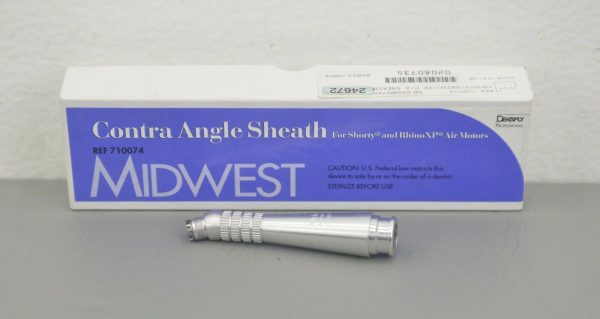 24672
D20A0735
DENTSPLY
PROFESSIONAL
Contra Angle Sheath For Shorty® and RhinoXP® Air Motors
REF 710074
MIDWEST
CAUTION: U.S. Federal law restricts this
device to sale by or on the order of a dentist.
STERILIZE BEFORE USE